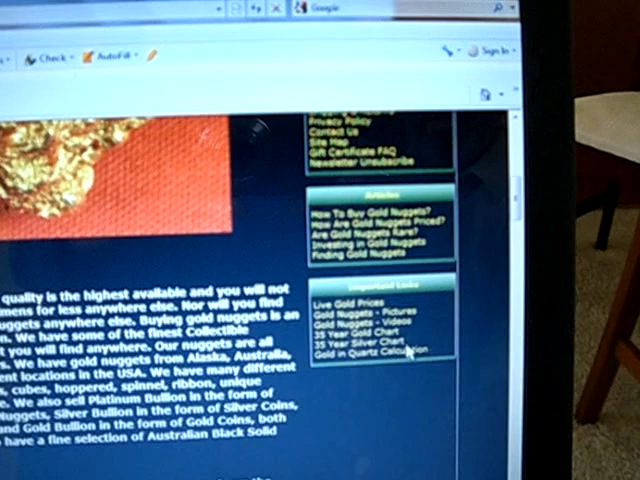 Google
Check
AutoFill
Sign In
Privacy Policy
Contact Us
Site Map
Gift Certificate FAQ
Newsletter Unsubscribe
Articles
How To Buy Gold Nuggets?
How Are Gold Nuggets Priced?
Are Gold Nuggets Rare?
Investing in Gold Nuggets
Finding Gold Nuggets
Important Links
Live Gold Prices
Gold Nuggets - Pictures
Gold Nuggets - Videos
35 Year Gold Chart
35 Year Silver Chart
Gold in Quartz Calculation
quality is the highest available and you will not
mens for less anywhere else. Nor will you find
uggets anywhere else. Buying gold nuggets is an
n. We have some of the finest Collectible
t you will find anywhere. Our nuggets are all
s. We have gold nuggets from Alaska, Australia,
ent locations in the USA. We have many different
s, cubes, hoppered, spinnel, ribbon, unique
e. We also sell Platinum Bullion in the form of
Nuggets, Silver Bullion in the form of Silver Coins,
and Gold Bullion in the form of Gold Coins, both
have a fine selection of Australian Black Solid